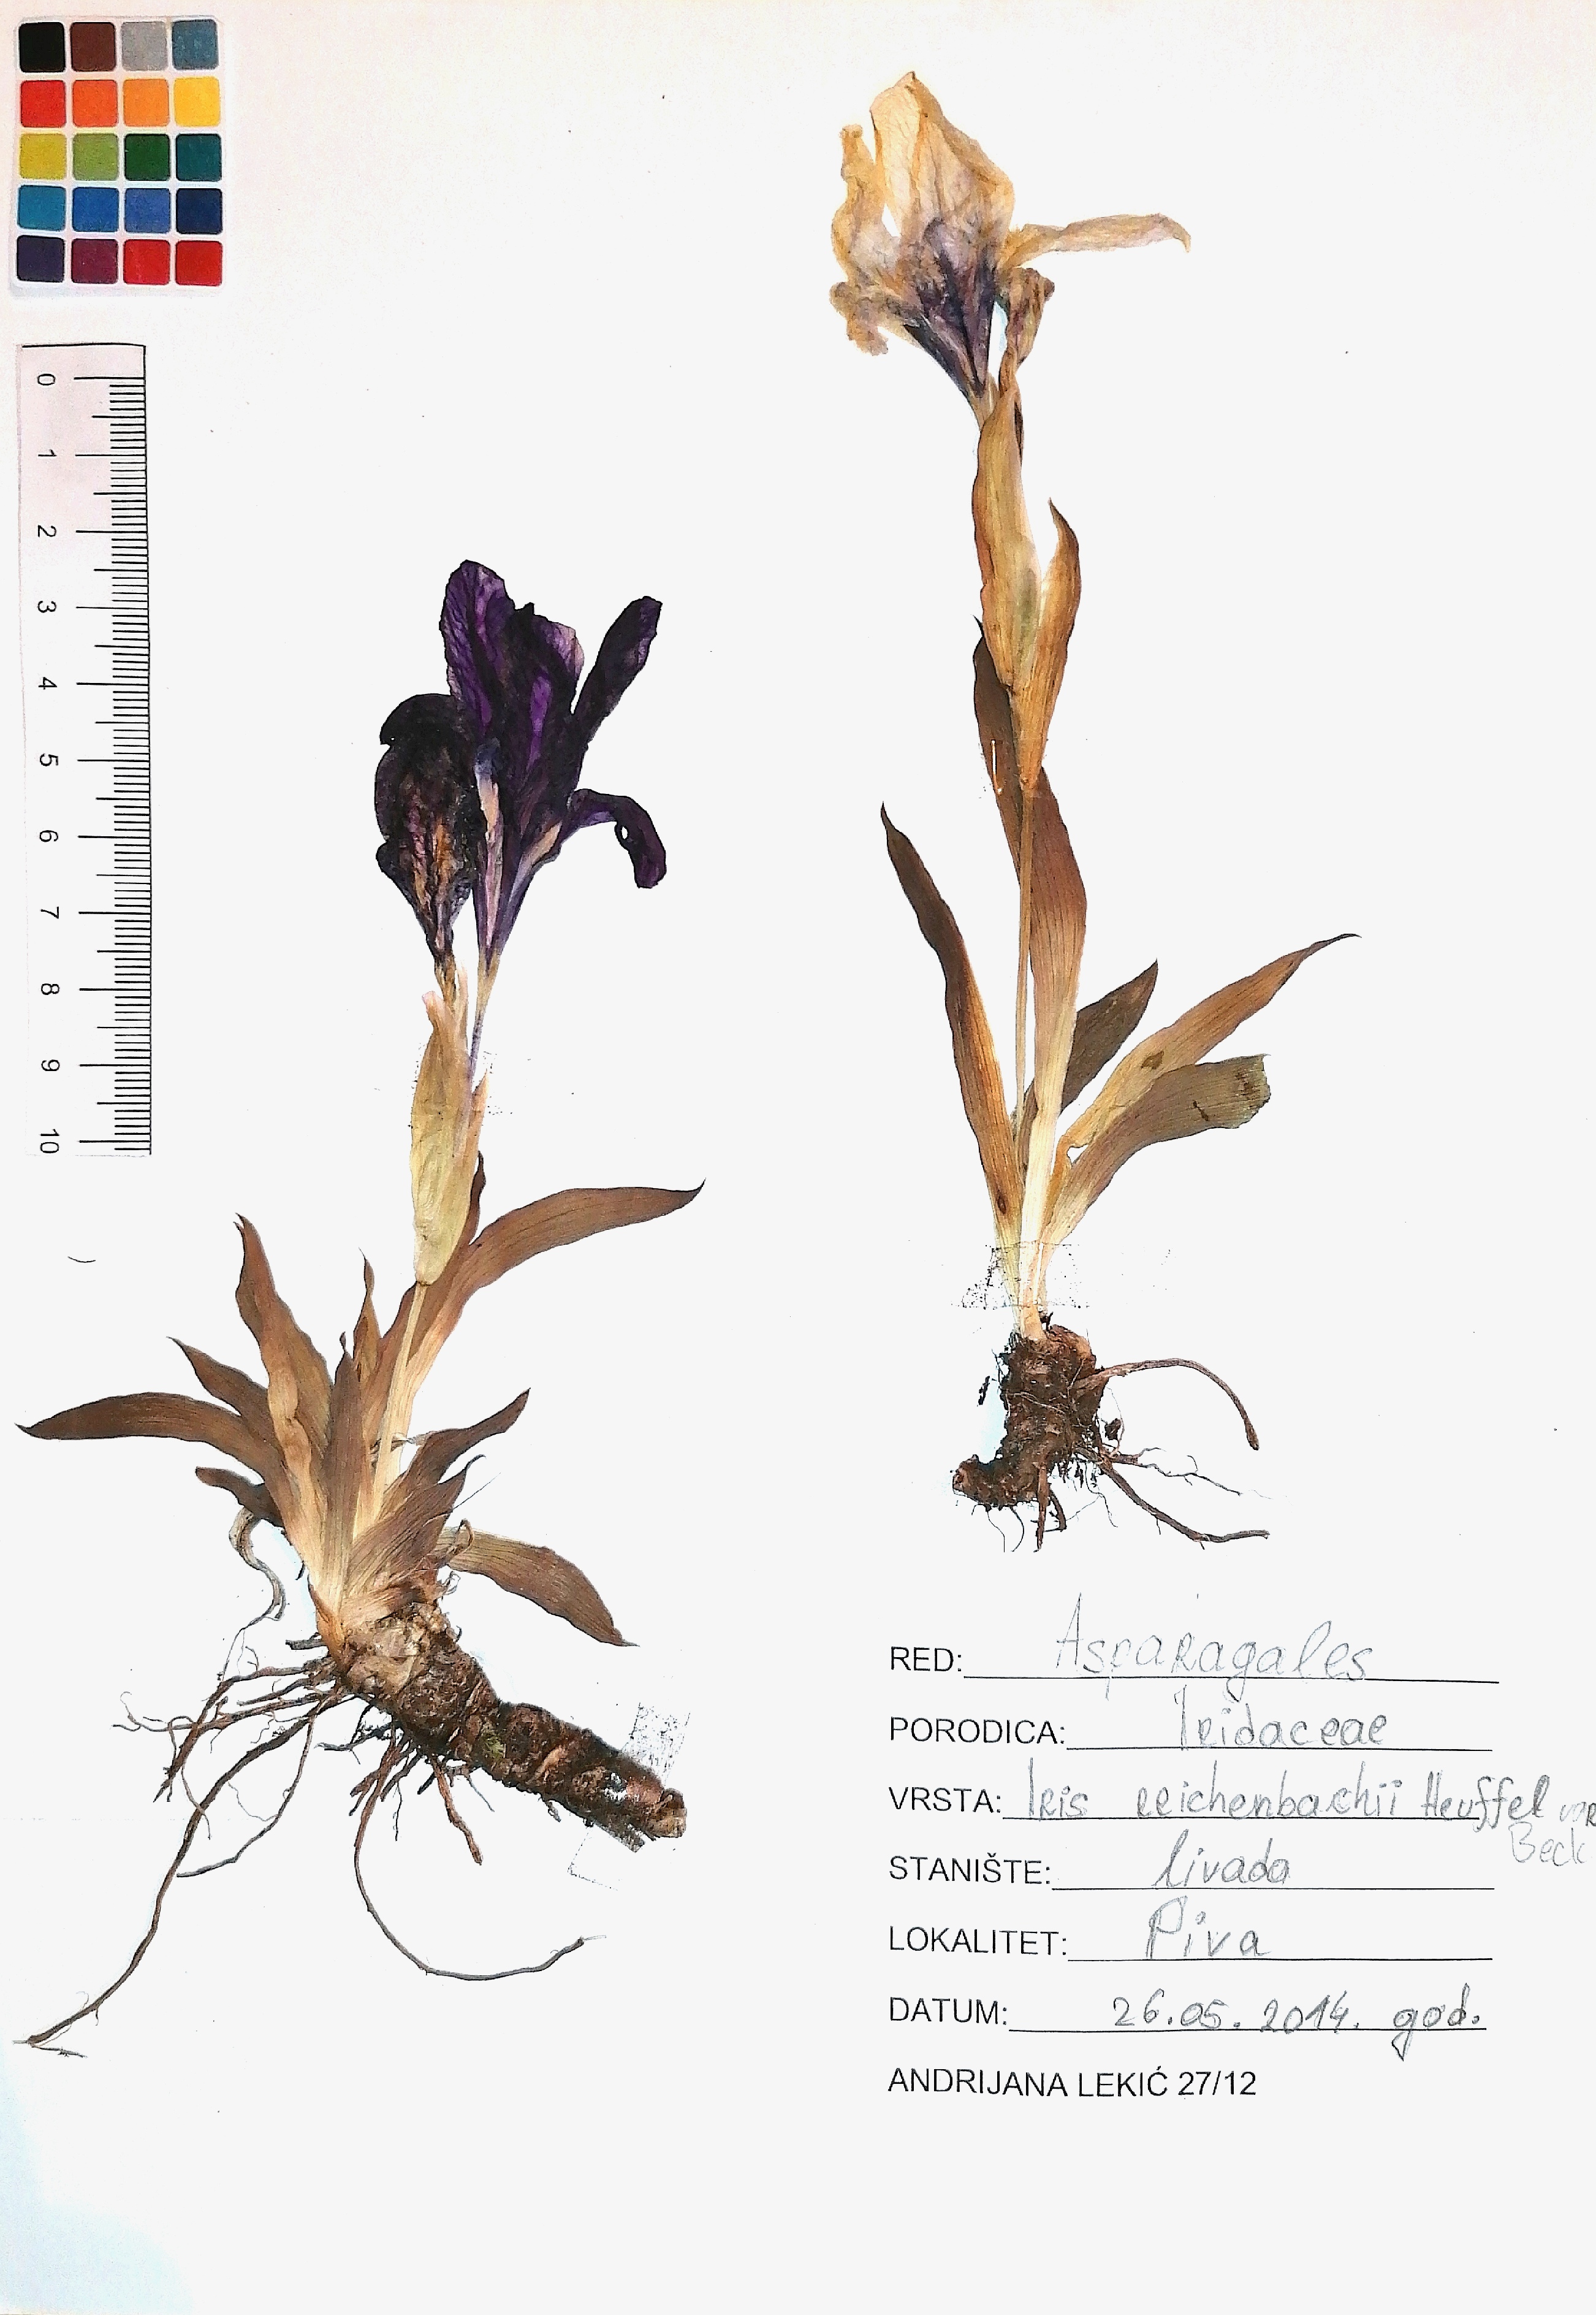 0
1
2
3
4
5
6
7
8
9
10
RED: Asparagales
PORODICA: Iridaceae
VRSTA: Iris reichenbachii Heuffel var
Beck
STANIŠTE: livada
LOKALITET: Piva
DATUM: 26.05.2014. god.
ANDRIJANA LEKIĆ 27/12